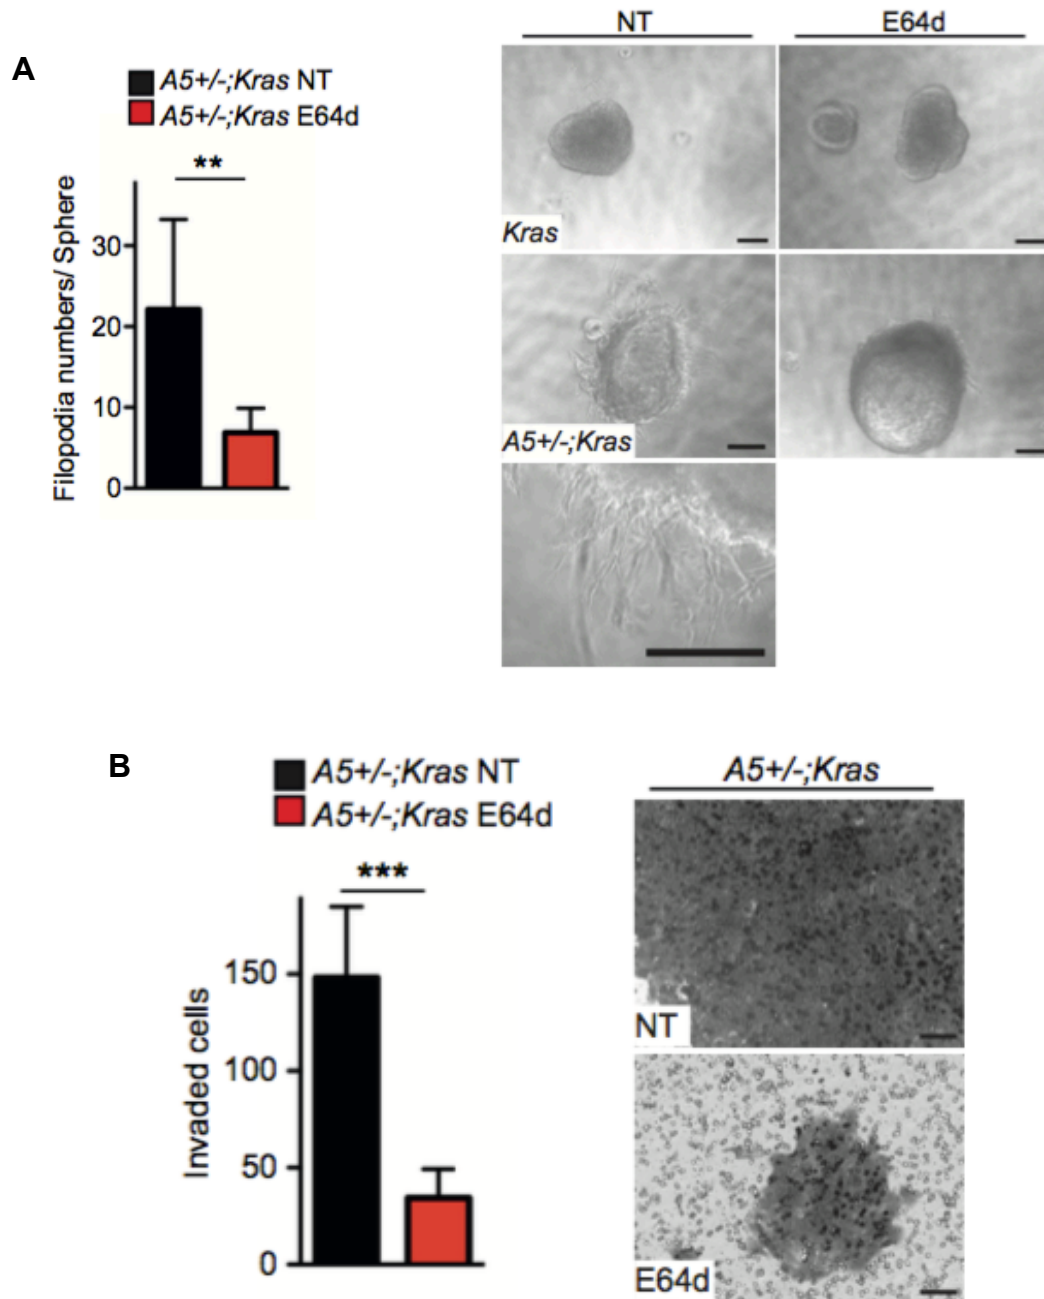 A
A5+/-;Kras NT
A5+/-;Kras E64d
**
Filopodia numbers/ Sphere
30
20
10
0
NT
E64d
Kras
A5+/-;Kras
B
A5+/-;Kras NT
A5+/-;Kras E64d
***
Invaded cells
150
100
50
0
A5+/-;Kras
NT
E64d